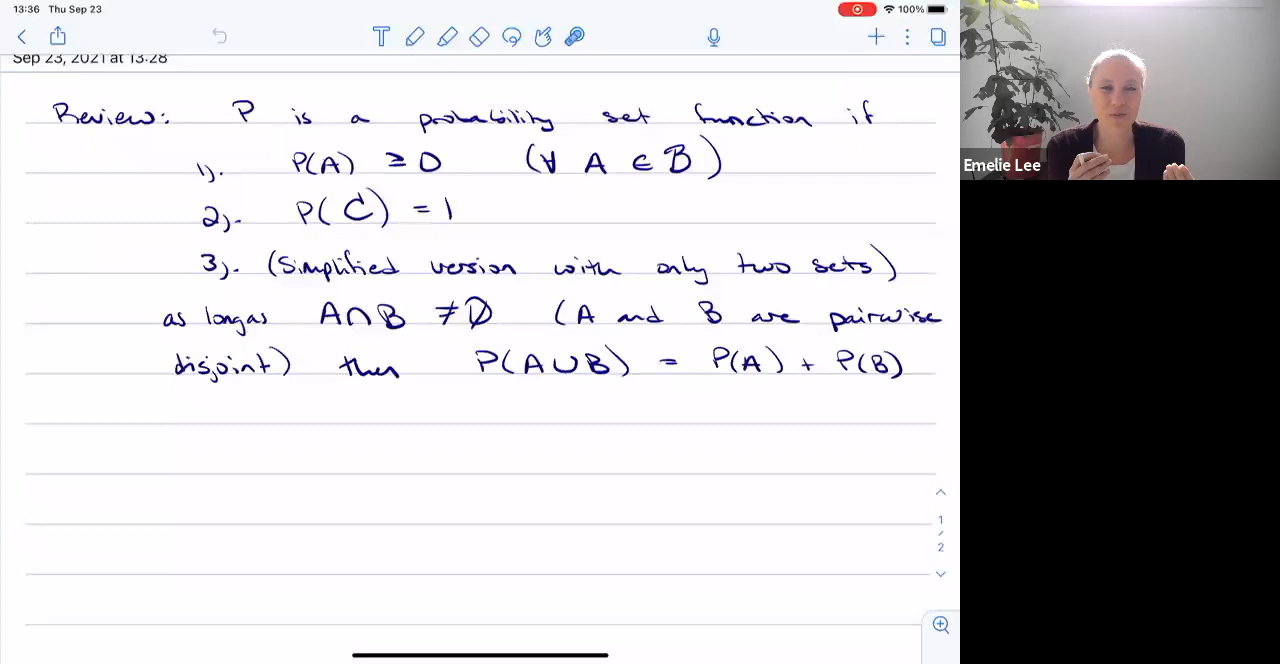 13:36 Thu Sep 23
100%
Sep 23, 2021 at 13:28
Review: P is a probability set function if
1). P(A) ≥ 0 (∀ A ∈ B)
2). P(C) = 1
3). (Simplified version with only two sets)
as long as A∩B ≠ ∅ (A and B are pairwise
disjoint) then P(A∪B) = P(A) + P(B)
1
/
2
Emelie Lee